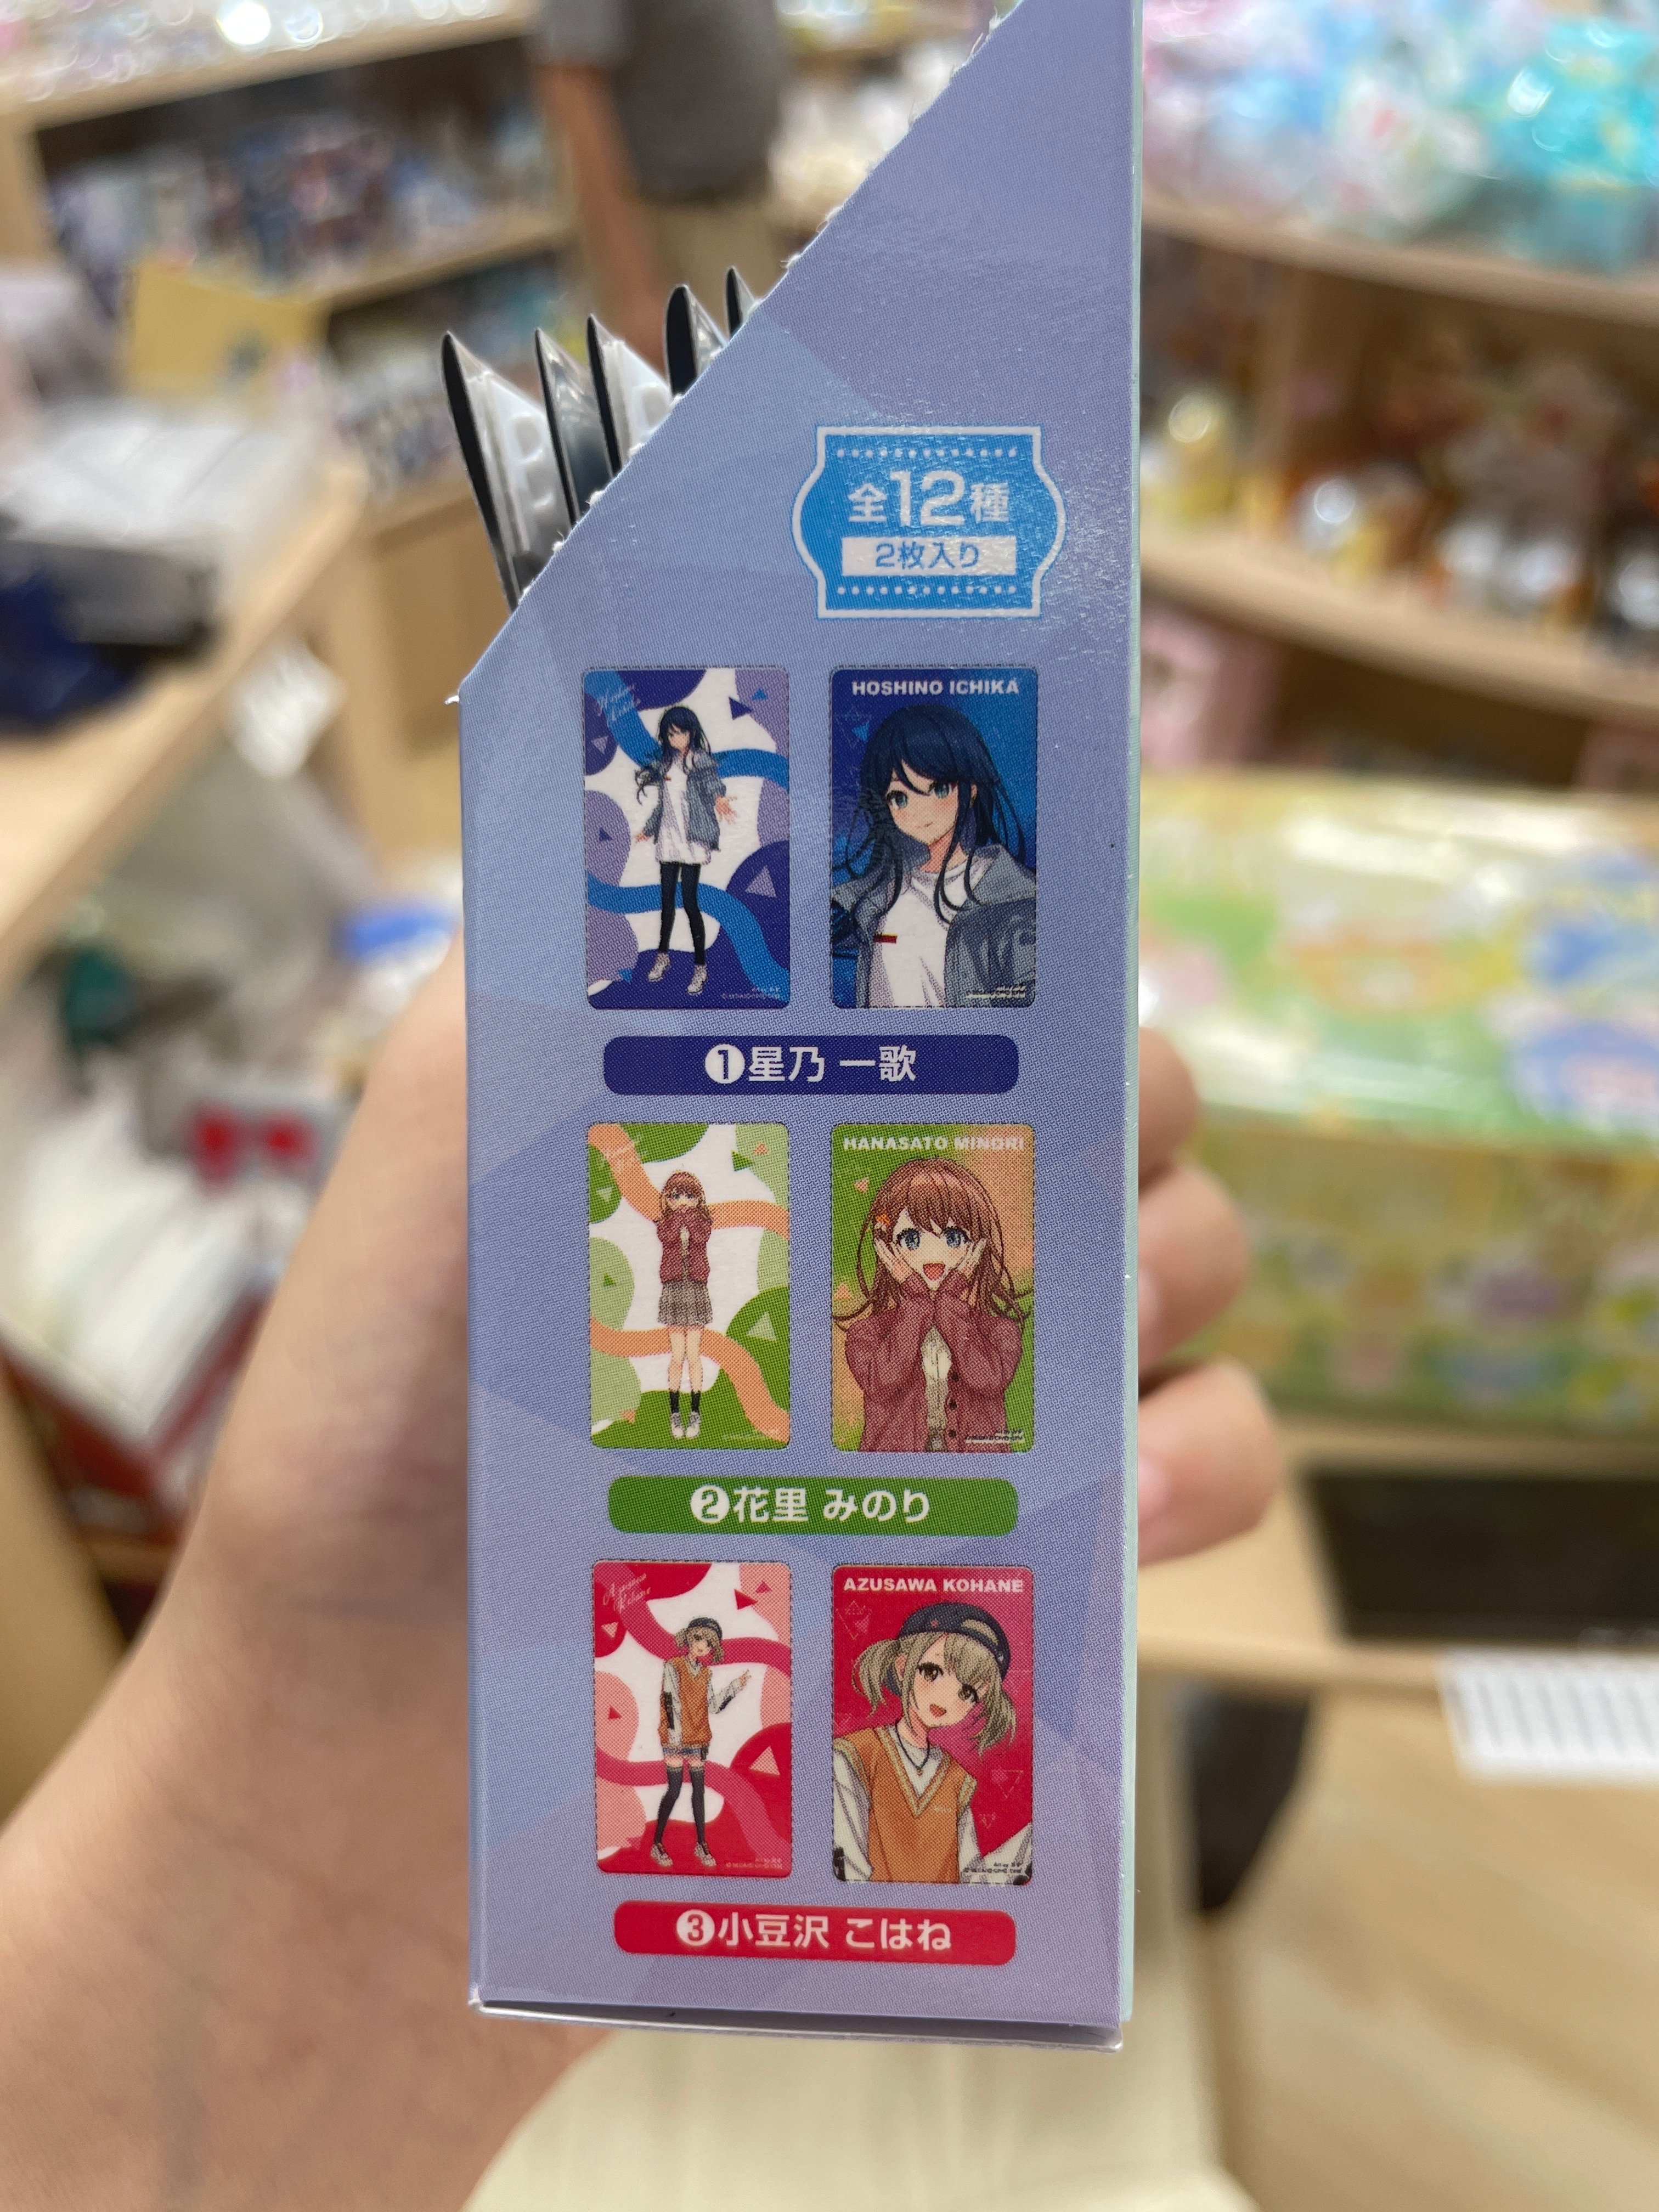 全12種
2枚入り
HOSHINO ICHIKA
❶星乃 一歌
HANASATO MINORI
❷花里 みのり
AZUSAWA KOHANE
❸小豆沢 こはね